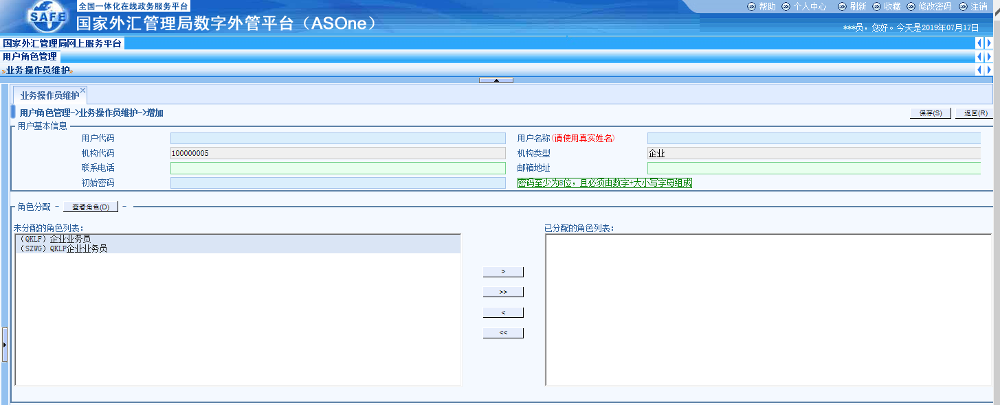 SAFE
全国一体化在线政务服务平台
国家外汇管理局数字外管平台（ASOne）
帮助 个人中心 刷新 收藏 修改密码 注销
***员，您好。今天是2019年07月17日
国家外汇管理局网上服务平台
用户角色管理
»业务操作员维护»
业务操作员维护
用户角色管理->业务操作员维护->增加
保存(S) 返回(R)
用户基本信息
用户代码 用户名称(请使用真实姓名)
机构代码 100000005 机构类型 企业
联系电话 邮箱地址
初始密码 密码至少为8位，且必须由数字+大小写字母组成
角色分配 - 查看角色(D) -
未分配的角色列表: 已分配的角色列表:
（QKLF）企业业务员
（SZWG）QKLF企业业务员
>
>>
<
<<